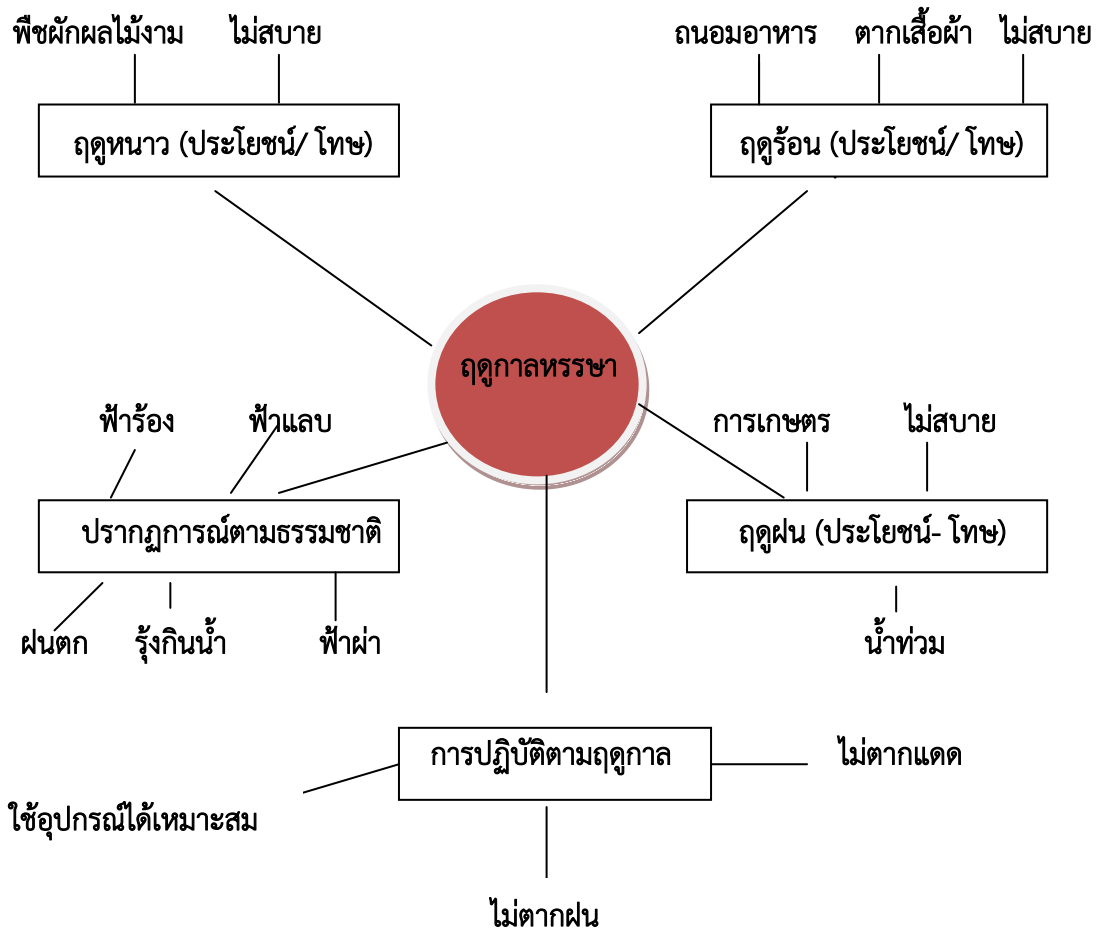 พืชผักผลไม้งาม ไม่สบาย
ถนอมอาหาร ตากเสื้อผ้า ไม่สบาย
ฤดูหนาว (ประโยชน์/ โทษ)
ฤดูร้อน (ประโยชน์/ โทษ)
ฤดูกาลหรรษา
ฟ้าร้อง ฟ้าแลบ
การเกษตร ไม่สบาย
ปรากฏการณ์ตามธรรมชาติ
ฤดูฝน (ประโยชน์- โทษ)
ฝนตก รุ้งกินน้ำ ฟ้าผ่า
น้ำท่วม
การปฏิบัติตามฤดูกาล
ไม่ตากแดด
ใช้อุปกรณ์ได้เหมาะสม
ไม่ตากฝน